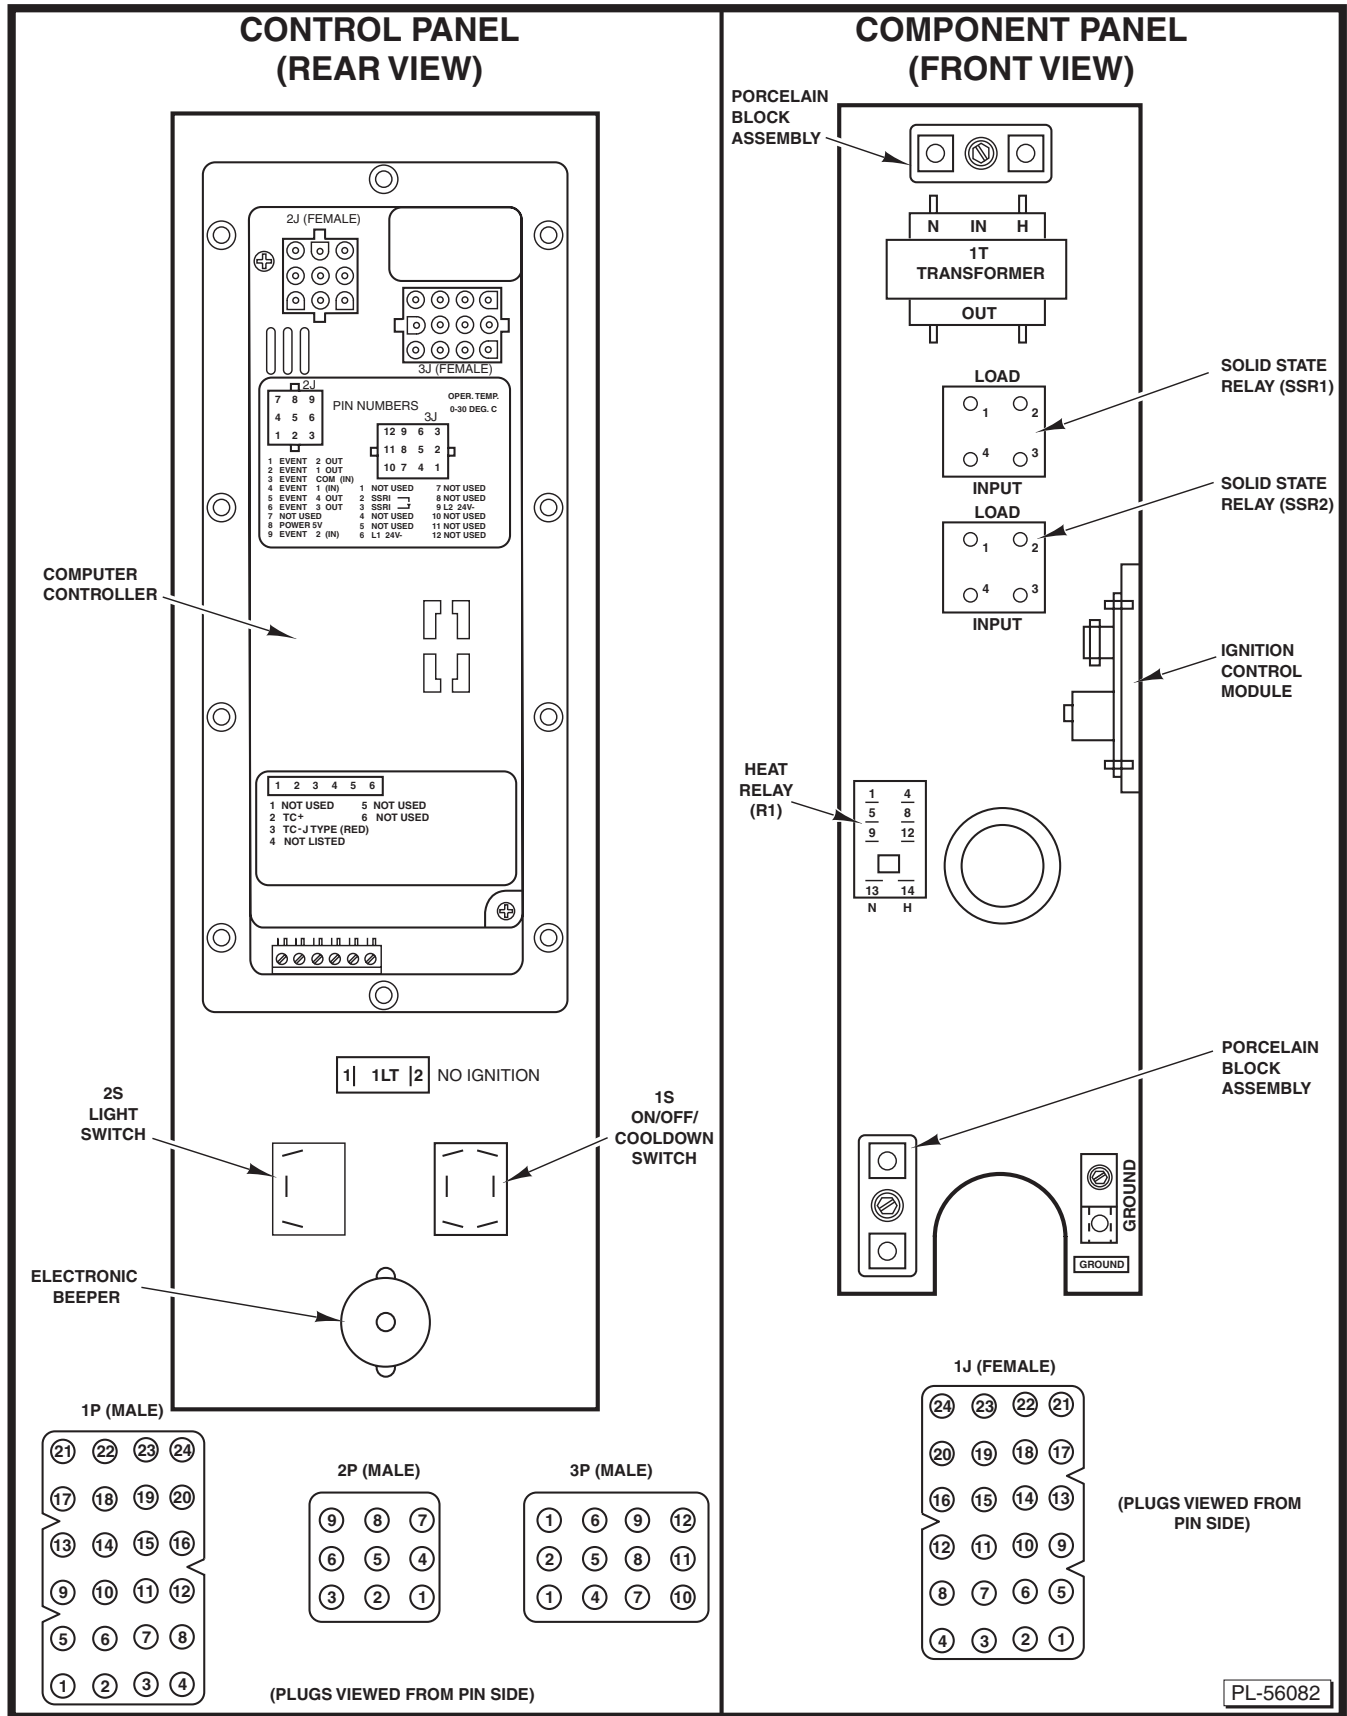 CONTROL PANEL
(REAR VIEW)
2J (FEMALE)
3J (FEMALE)
2J
7 8 9
4 5 6
1 2 3
PIN NUMBERS
OPER. TEMP.
0-30 DEG. C
3J
12 9 6 3
11 8 5 2
10 7 4 1
1 EVENT 2 OUT
2 EVENT 1 OUT
3 EVENT COM (IN)
4 EVENT 1 (IN)
5 EVENT 4 OUT
6 EVENT 3 OUT
7 NOT USED
8 POWER 5V
9 EVENT 2 (IN)
1 NOT USED
2 SSRI
3 SSRI
4 NOT USED
5 NOT USED
6 L1 24V-
7 NOT USED
8 NOT USED
9 L2 24V-
10 NOT USED
11 NOT USED
12 NOT USED
COMPUTER
CONTROLLER
1 2 3 4 5 6
1 NOT USED
2 TC+
3 TC-J TYPE (RED)
4 NOT LISTED
5 NOT USED
6 NOT USED
1 1LT 2 NO IGNITION
2S
LIGHT
SWITCH
1S
ON/OFF/
COOLDOWN
SWITCH
ELECTRONIC
BEEPER
1P (MALE)
21 22 23 24
17 18 19 20
13 14 15 16
9 10 11 12
5 6 7 8
1 2 3 4
2P (MALE)
9 8 7
6 5 4
3 2 1
3P (MALE)
1 6 9 12
2 5 8 11
1 4 7 10
(PLUGS VIEWED FROM PIN SIDE)
COMPONENT PANEL
(FRONT VIEW)
PORCELAIN
BLOCK
ASSEMBLY
N IN H
1T
TRANSFORMER
OUT
LOAD
1 2
4 3
INPUT
SOLID STATE
RELAY (SSR1)
LOAD
1 2
4 3
INPUT
SOLID STATE
RELAY (SSR2)
IGNITION
CONTROL
MODULE
HEAT
RELAY
(R1)
1 4
5 8
9 12
13 14
N H
PORCELAIN
BLOCK
ASSEMBLY
GROUND
GROUND
1J (FEMALE)
24 23 22 21
20 19 18 17
16 15 14 13
12 11 10 9
8 7 6 5
4 3 2 1
(PLUGS VIEWED FROM
PIN SIDE)
PL-56082